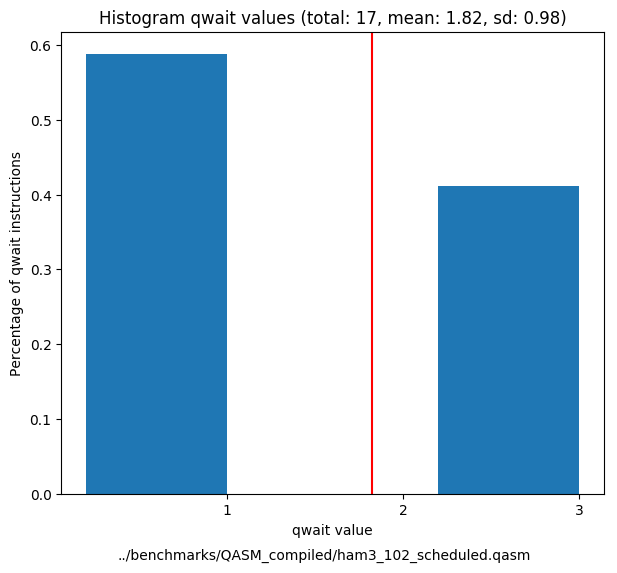 Histogram qwait values (total: 17, mean: 1.82, sd: 0.98)
Percentage of qwait instructions
0.6
0.5
0.4
0.3
0.2
0.1
0.0
1 2 3
qwait value
../benchmarks/QASM_compiled/ham3_102_scheduled.qasm